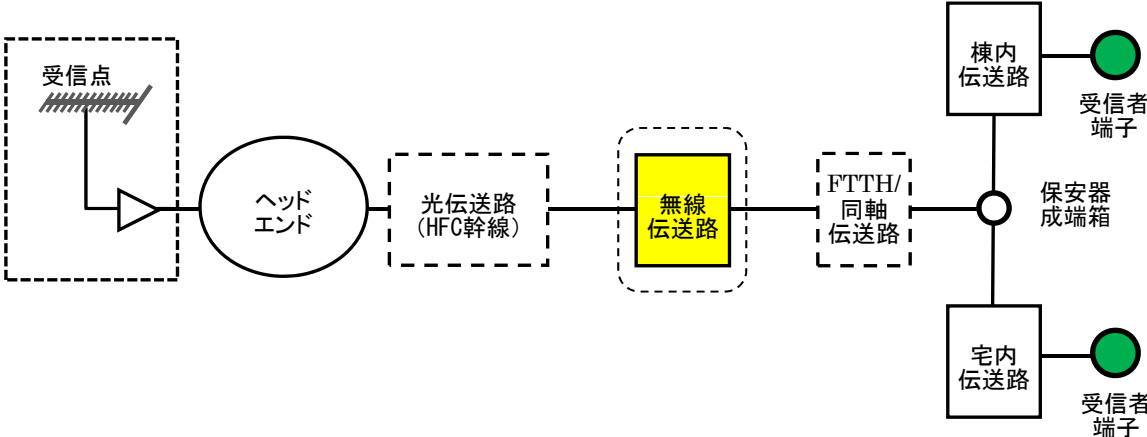 受信点
ヘッド
エンド
光伝送路
(HFC幹線)
無線
伝送路
FTTH/
同軸
伝送路
棟内
伝送路
受信者
端子
保安器
成端箱
宅内
伝送路
受信者
端子